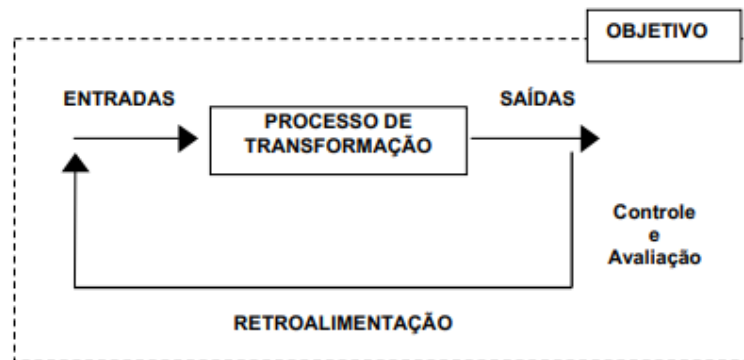 OBJETIVO
ENTRADAS
PROCESSO DE
TRANSFORMAÇÃO
SAÍDAS
Controle
e
Avaliação
RETROALIMENTAÇÃO